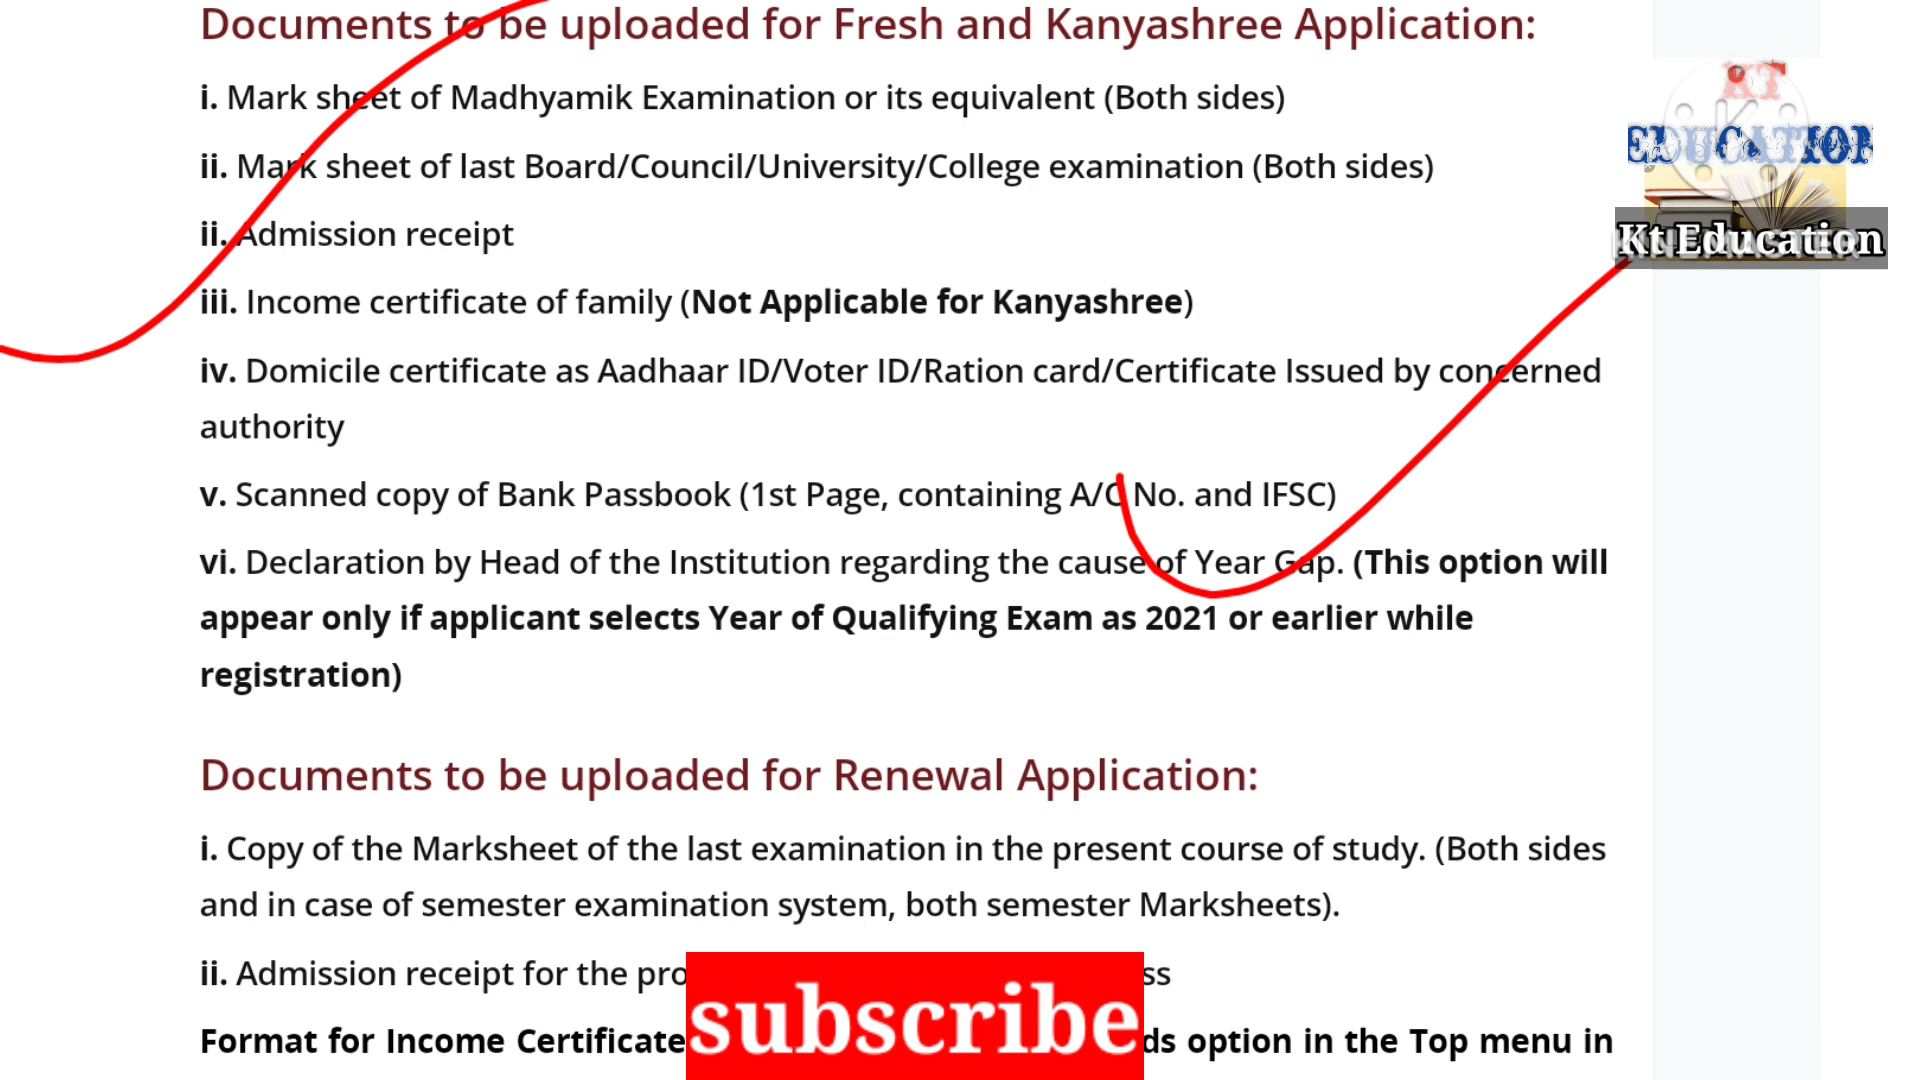 Documents to be uploaded for Fresh and Kanyashree Application:
i. Mark sheet of Madhyamik Examination or its equivalent (Both sides)
ii. Mark sheet of last Board/Council/University/College examination (Both sides)
ii. Admission receipt
iii. Income certificate of family (Not Applicable for Kanyashree)
iv. Domicile certificate as Aadhaar ID/Voter ID/Ration card/Certificate Issued by concerned
authority
v. Scanned copy of Bank Passbook (1st Page, containing A/C No. and IFSC)
vi. Declaration by Head of the Institution regarding the cause of Year Gap. (This option will
appear only if applicant selects Year of Qualifying Exam as 2021 or earlier while
registration)
Documents to be uploaded for Renewal Application:
i. Copy of the Marksheet of the last examination in the present course of study. (Both sides
and in case of semester examination system, both semester Marksheets).
ii. Admission receipt for the
Format for Income Certificate option in the Top menu in
subscribe
KT
EDUCATION
Kt Education